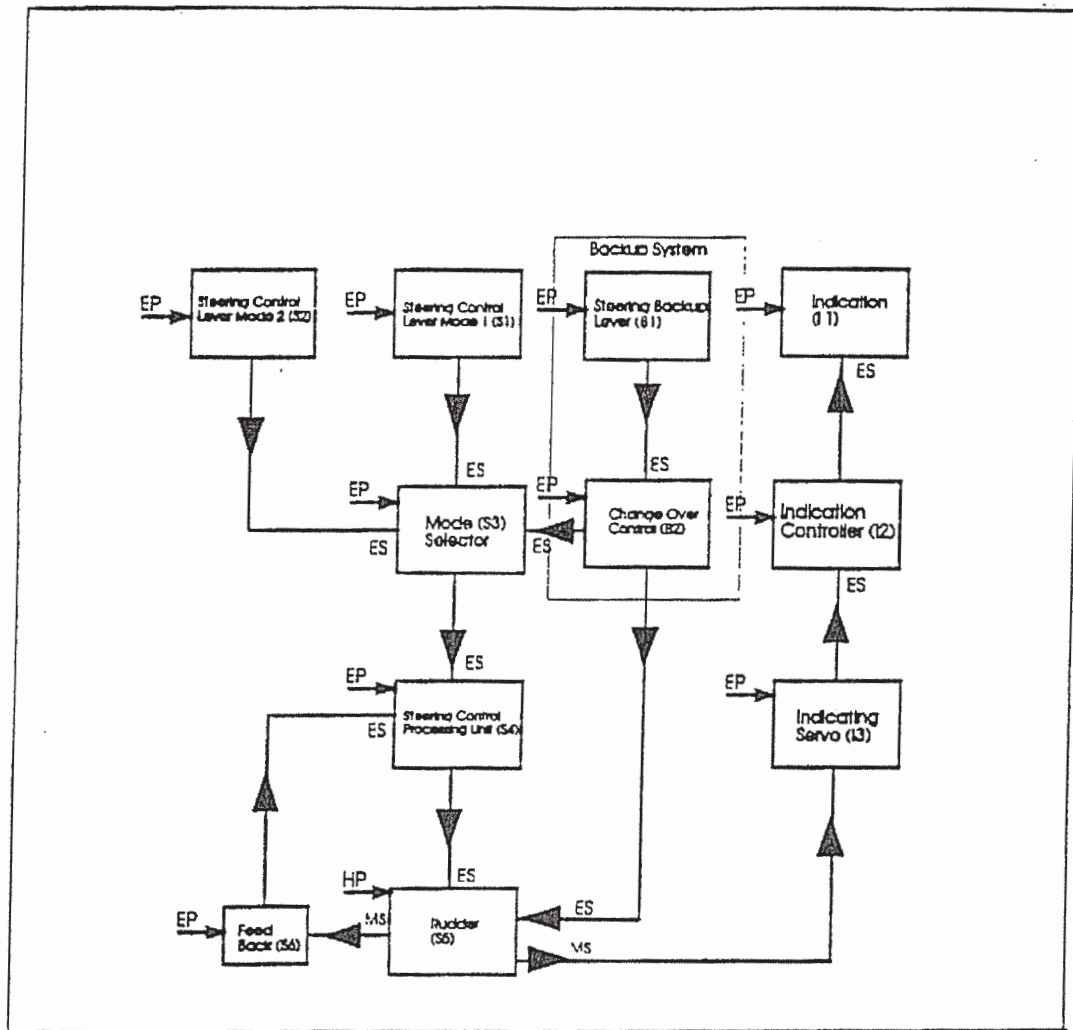 Backup System
EP
Steering Control
Lever Mode 2 (S2)
EP
Steering Control
Lever Mode 1 (S1)
EP
Steering Backup
Lever (B1)
EP
Indication
(I1)
ES
ES
ES
EP
Mode (S3)
Selector
ES
EP
Change Over
Control (B2)
ES
EP
Indication
Controller (I2)
ES
ES
EP
Steering Control
Processing Unit (S4)
ES
EP
Indicating
Servo (I3)
ES
HP
Rudder
(S5)
ES
EP
Feed
Back (S6)
MS
MS